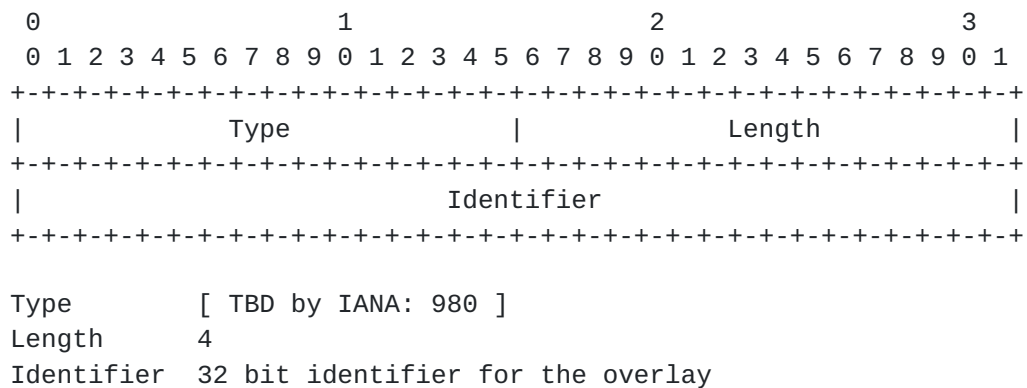 0                   1                   2                   3
 0 1 2 3 4 5 6 7 8 9 0 1 2 3 4 5 6 7 8 9 0 1 2 3 4 5 6 7 8 9 0 1
+-+-+-+-+-+-+-+-+-+-+-+-+-+-+-+-+-+-+-+-+-+-+-+-+-+-+-+-+-+-+-+-+
|             Type              |             Length            |
+-+-+-+-+-+-+-+-+-+-+-+-+-+-+-+-+-+-+-+-+-+-+-+-+-+-+-+-+-+-+-+-+
|                           Identifier                          |
+-+-+-+-+-+-+-+-+-+-+-+-+-+-+-+-+-+-+-+-+-+-+-+-+-+-+-+-+-+-+-+-+
Type        [ TBD by IANA: 980 ]
Length      4
Identifier  32 bit identifier for the overlay